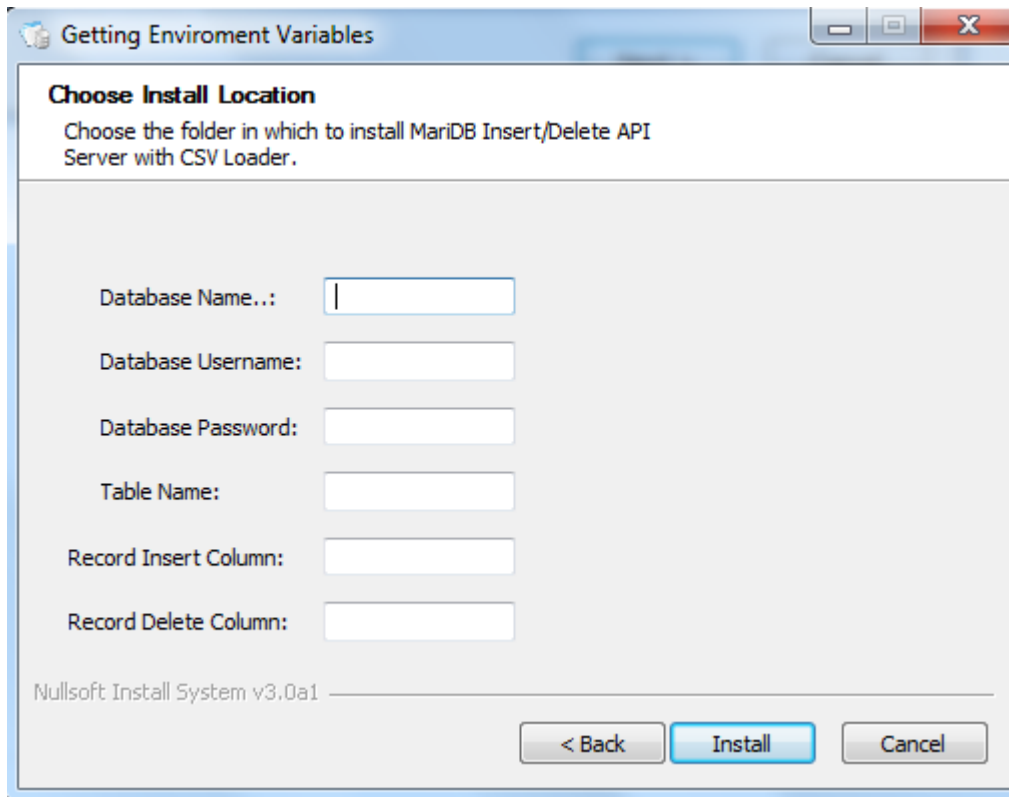 Getting Enviroment Variables
Choose Install Location
Choose the folder in which to install MariDB Insert/Delete API
Server with CSV Loader.
Database Name..:
Database Username:
Database Password:
Table Name:
Record Insert Column:
Record Delete Column:
Nullsoft Install System v3.0a1
< Back
Install
Cancel